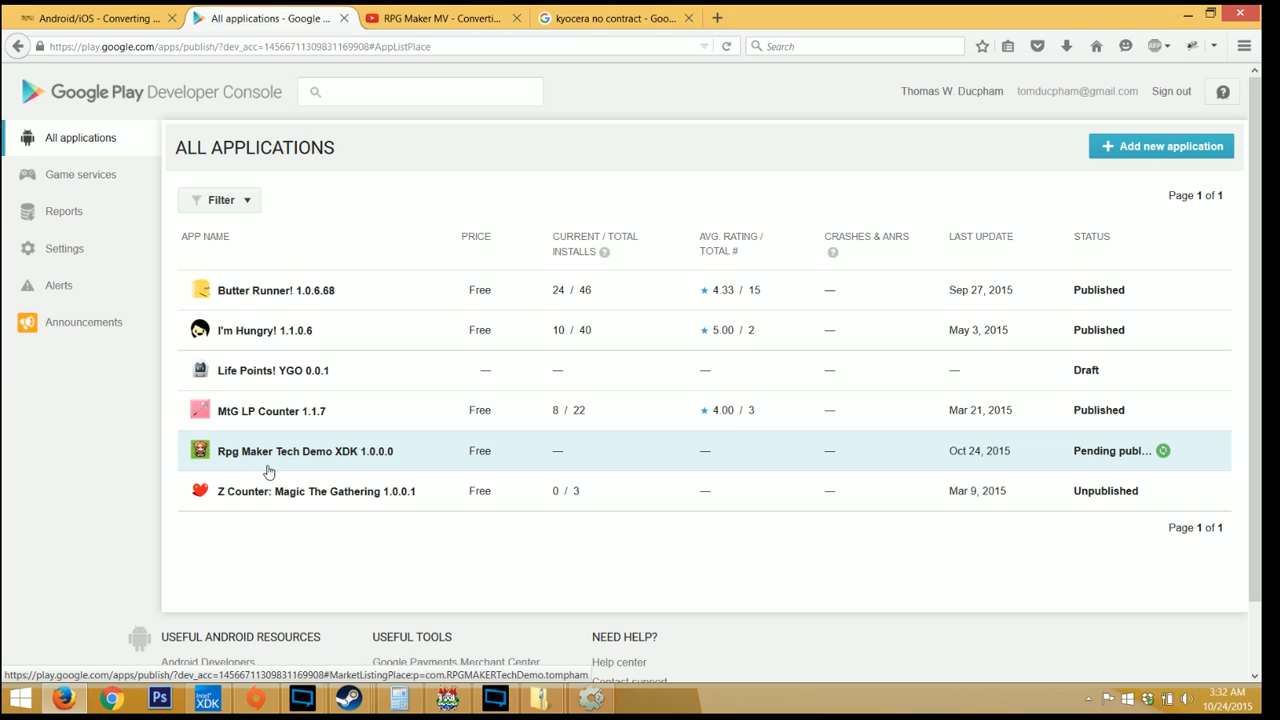 Android/iOS - Converting ...
All applications - Google ...
RPG Maker MV - Converti...
kyocera no contract - Goo...
https://play.google.com/apps/publish/?dev_acc=14566711309831169908#AppListPlace
Search
ABP
Google Play Developer Console
Thomas W. Ducpham
tomducpham@gmail.com
Sign out
All applications
Game services
Reports
Settings
Alerts
Announcements
ALL APPLICATIONS
+ Add new application
Filter
Page 1 of 1
APP NAME
PRICE
CURRENT / TOTAL
INSTALLS
AVG. RATING /
TOTAL #
CRASHES & ANRS
LAST UPDATE
STATUS
Butter Runner! 1.0.6.68 Free 24 / 46 ★ 4.33 / 15 — Sep 27, 2015 Published
I'm Hungry! 1.1.0.6 Free 10 / 40 ★ 5.00 / 2 — May 3, 2015 Published
Life Points! YGO 0.0.1 — — — — — Draft
MtG LP Counter 1.1.7 Free 8 / 22 ★ 4.00 / 3 — Mar 21, 2015 Published
Rpg Maker Tech Demo XDK 1.0.0.0 Free — — — Oct 24, 2015 Pending publ...
Z Counter: Magic The Gathering 1.0.0.1 Free 0 / 3 — — Mar 9, 2015 Unpublished
Page 1 of 1
USEFUL ANDROID RESOURCES
USEFUL TOOLS
NEED HELP?
Android Developers
Google Payments Merchant Center
Help center
Contact support
https://play.google.com/apps/publish/?dev_acc=14566711309831169908#MarketListingPlace:p=com.RPGMAKERTechDemo.tompham
Ps
intel XDK
3:32 AM
10/24/2015